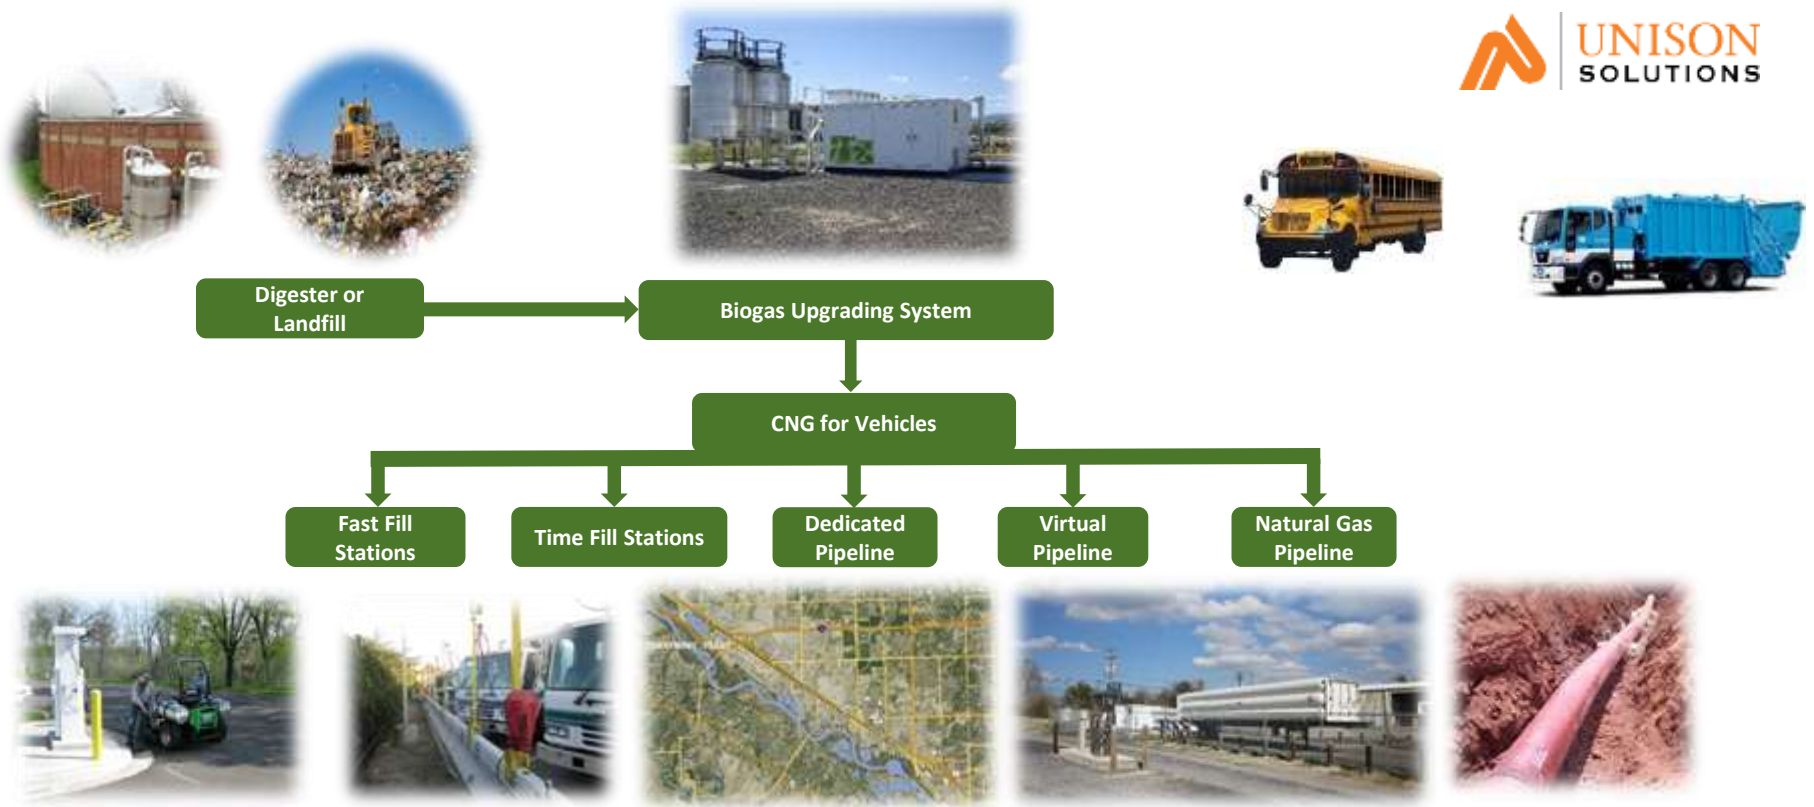 UNISON
SOLUTIONS
Digester or
Landfill
Biogas Upgrading System
CNG for Vehicles
Fast Fill
Stations
Time Fill Stations
Dedicated
Pipeline
Virtual
Pipeline
Natural Gas
Pipeline